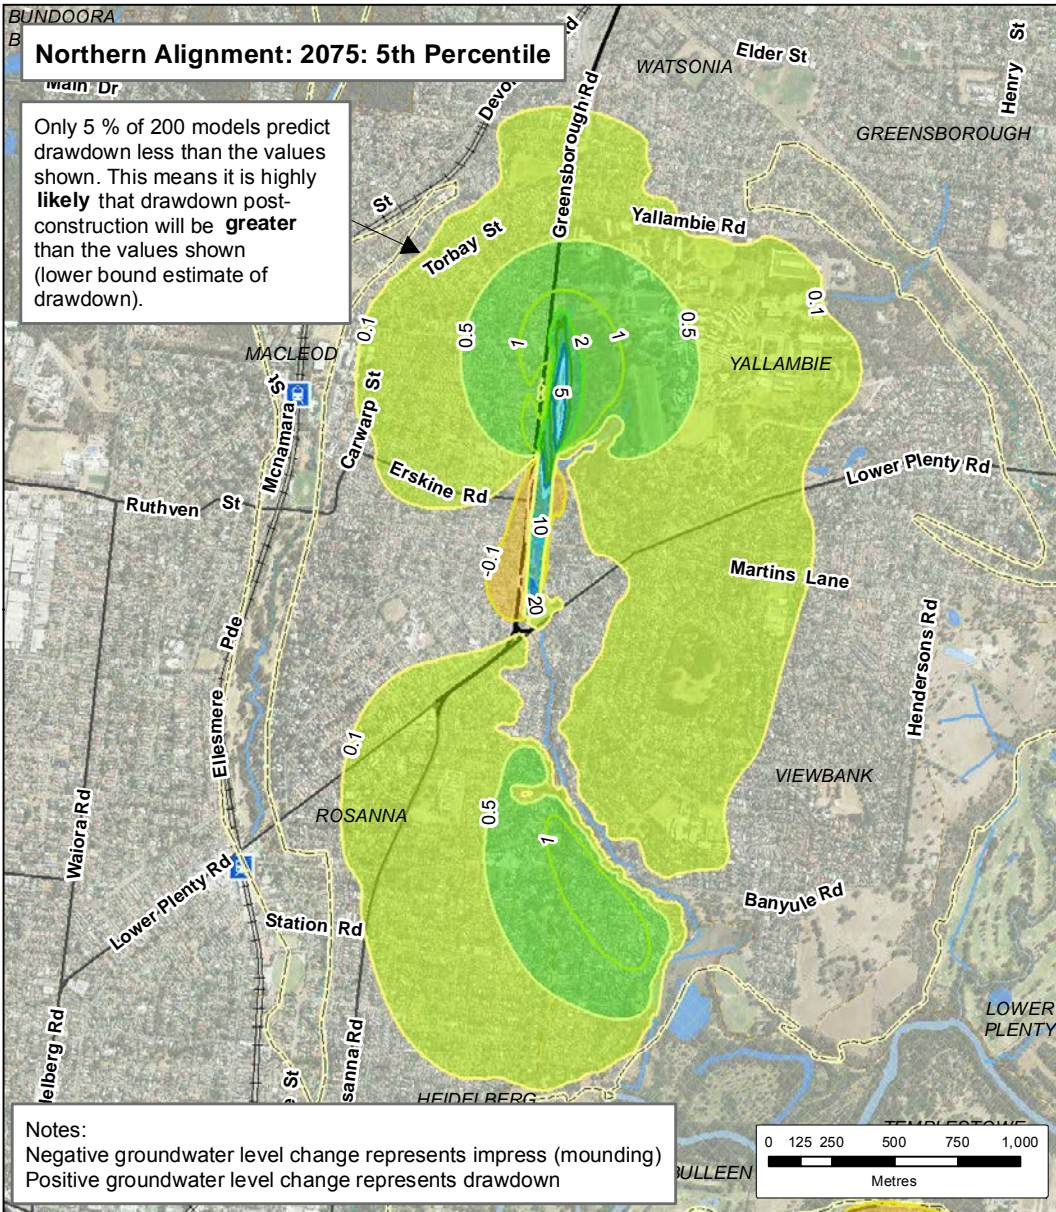 BUNDOORA
B
Northern Alignment: 2075: 5th Percentile
Main Dr
Only 5 % of 200 models predict
drawdown less than the values
shown. This means it is highly
likely that drawdown post-
construction will be greater
than the values shown
(lower bound estimate of
drawdown).
Greensborough Rd
WATSONIA
Elder St
Henry St
GREENSBOROUGH
St
Torbay St
Yallambie Rd
0.1
0.5
1
2
1
0.5
0.1
5
MACLEOD
YALLAMBIE
Mcnamara St
Carwarp St
Erskine Rd
Lower Plenty Rd
Ruthven St
10
-0.1
20
Martins Lane
Hendersons Rd
Ellesmere Pde
0.1
VIEWBANK
ROSANNA
0.5
1
Waiora Rd
Lower Plenty Rd
Station Rd
Banyule Rd
LOWER
PLENTY
elberg Rd
sanna Rd
e St
HEIDELBERG
TEMPLESTOWE
BULLEEN
Notes:
Negative groundwater level change represents impress (mounding)
Positive groundwater level change represents drawdown
0 125 250 500 750 1,000
Metres